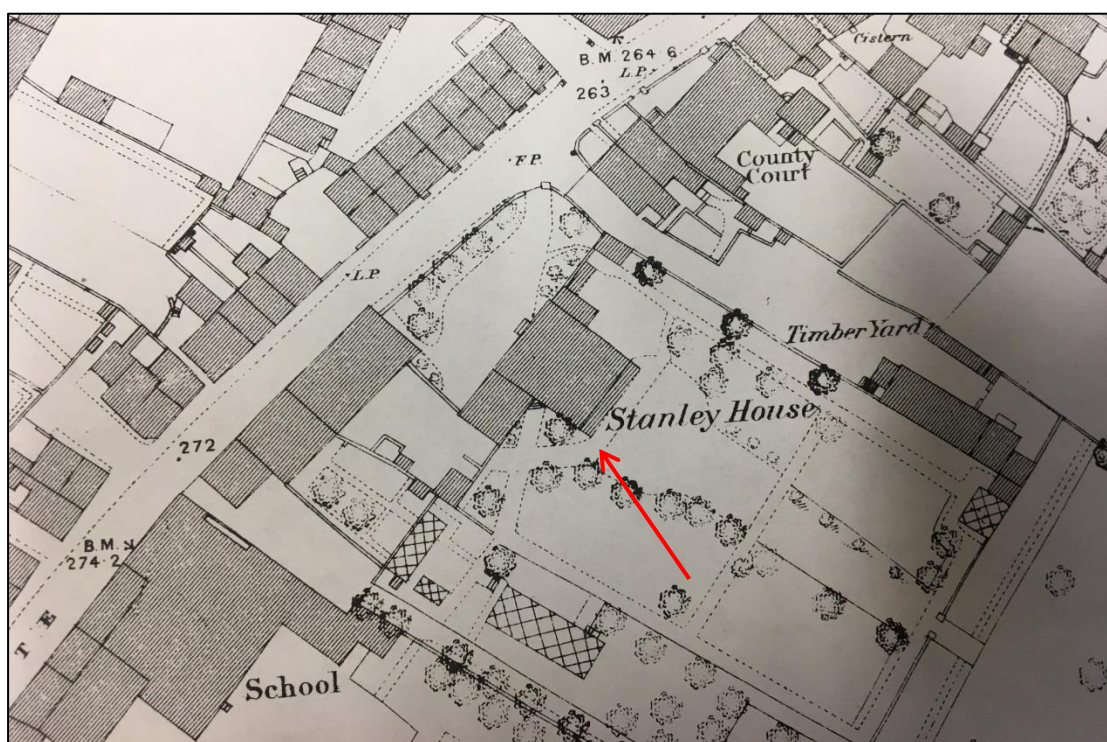 Cistern
B.M. 264·6
L.P.
263
F.P.
County
Court
L.P.
Timber Yard
Stanley House
272
B.M.
274·2
T E
School